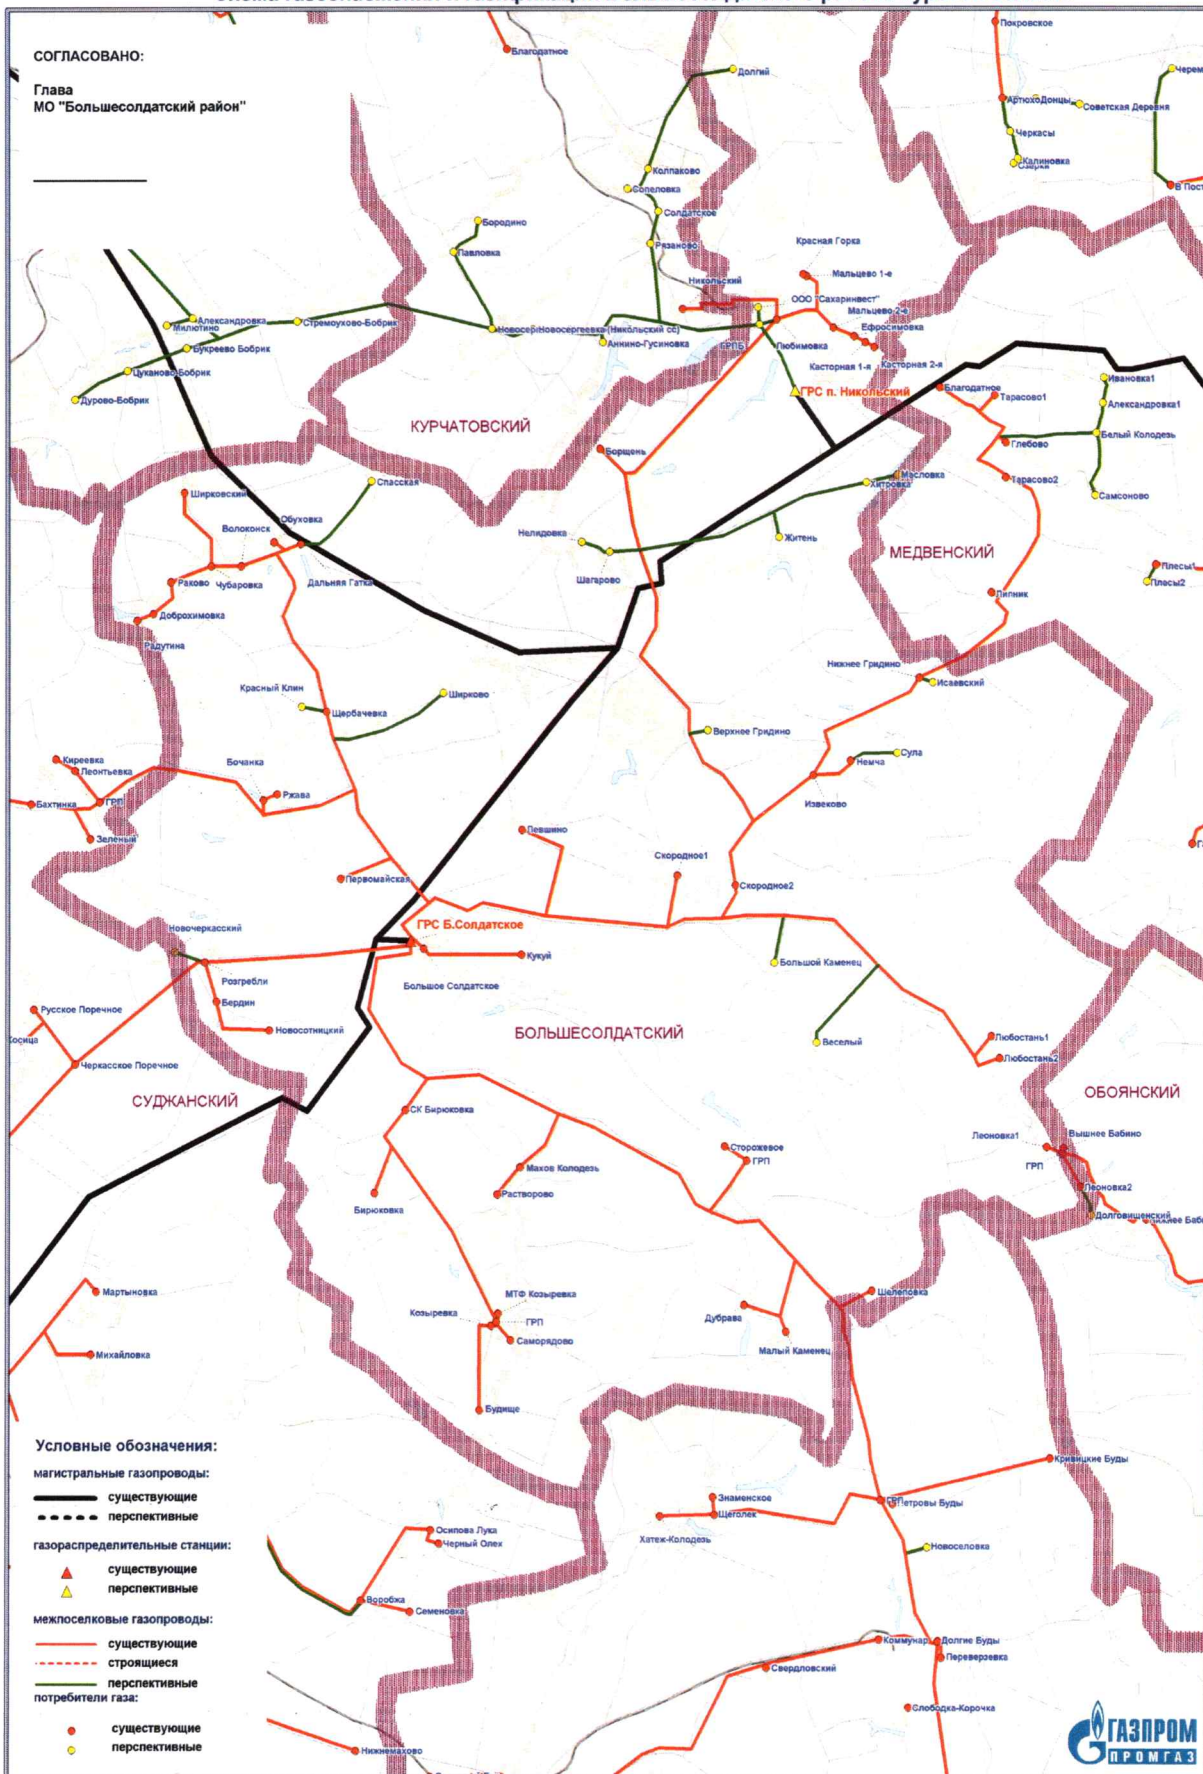 СОГЛАСОВАНО:
Глава
МО "Большесолдатский район"
Благодатное
Долгий
Покровское
Черем
Артюхо
Донцы
Советская Деревня
Черкасы
Калиновка
В Пост
Колпаково
Сопеловка
Солдатское
Бородино
Павловка
Рязаново
Красная Горка
Никольский
Мальцево 1-е
ООО "Сахаринвест"
Мальцево 2-е
Александровка
Милютино
Стремоухово-Бобрик
Новосергеевка (Никольский сс)
Ефросимовка
Аннино-Гусиновка
ГРПБ
Любимовка
Букреево Бобрик
Касторная 1-я
Касторная 2-я
Цуканово-Бобрик
Дурово-Бобрик
ГРС п. Никольский
Благодатное
Ивановка1
Тарасово1
Александровка1
КУРЧАТОВСКИЙ
Белый Колодезь
Глебово
Борщень
Масловка
Тарасово2
Хитровка
Спасская
Ширковский
Самсоново
Обуховка
Волоконск
Нелидовка
Житень
МЕДВЕНСКИЙ
Плесы1
Плесы2
Раково
Чубаровка
Дальняя Гатка
Шагарово
Липник
Доброхимовка
Радутина
Нижнее Гридино
Исаевский
Красный Клин
Ширково
Щербачевка
Верхнее Гридино
Киреевка
Леонтьевка
Бочанка
Немча
Сула
Бахтинка
ГРП
Ржава
Извеково
Зеленый
Певшино
Скородное1
Первомайская
Скородное2
Новочеркасский
ГРС Б.Солдатское
Кукуй
Большой Каменец
Розгребли
Большое Солдатское
Бердин
Русское Поречное
Новосотницкий
БОЛЬШЕСОЛДАТСКИЙ
Любостань1
Косица
Веселый
Любостань2
Черкасское Поречное
СУДЖАНСКИЙ
ОБОЯНСКИЙ
СК Бирюковка
Леоновка1
Вышнее Бабино
Сторожевое
ГРП
ГРП
Махов Колодезь
Леоновка2
Растворово
Бирюковка
Долговищенский
Нижнее Баби
Мартыновка
МТФ Козыревка
Шелеповка
Козыревка
ГРП
Дубрава
Саморядово
Михайловка
Малый Каменец
Будище
Условные обозначения:
магистральные газопроводы:
существующие
перспективные
газораспределительные станции:
существующие
перспективные
межпоселковые газопроводы:
существующие
строящиеся
перспективные
потребители газа:
существующие
перспективные
Кривицкие Буды
Знаменское
ГРП
Петровы Буды
Щеголек
Хатеж-Колодезь
Осипова Лука
Черный Олех
Новоселовка
Воробжа
Семеновка
Коммунар
Долгие Буды
Переверзевка
Свердловский
Слободка-Корочка
Нижнемахово
ГАЗПРОМ
ПРОМГАЗ